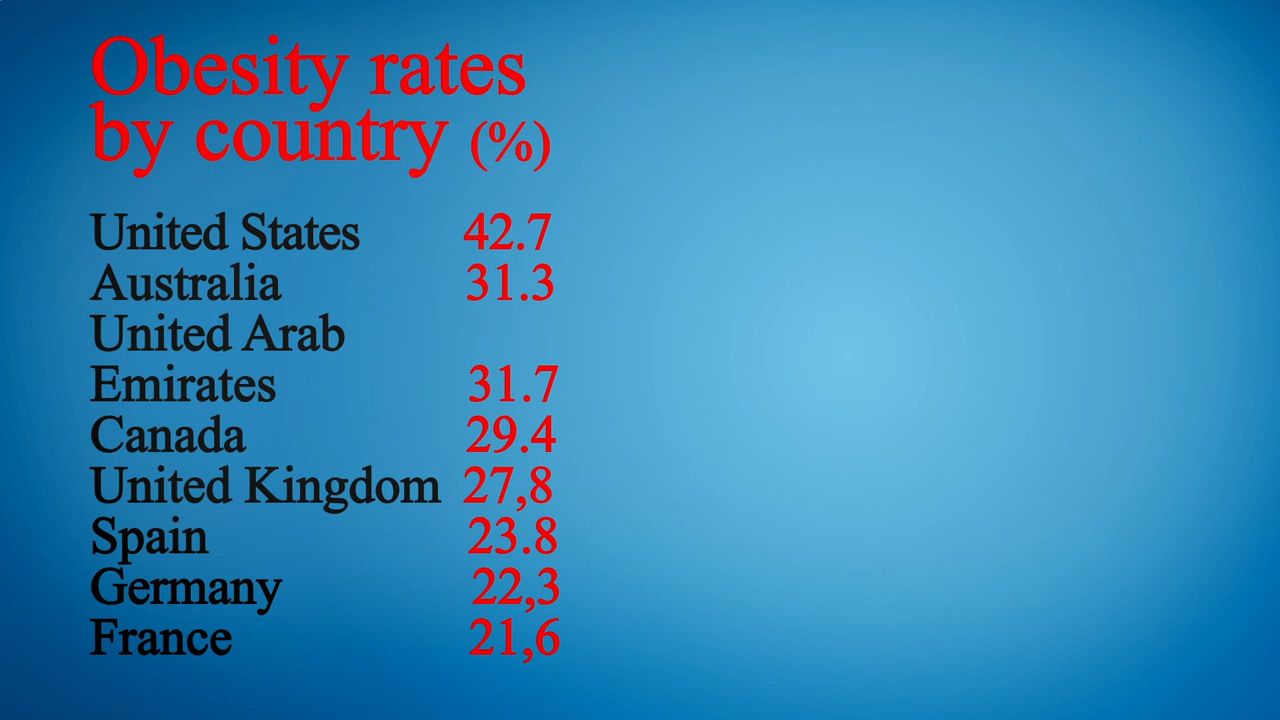 Obesity rates
by country (%)
United States 42.7
Australia 31.3
United Arab
Emirates 31.7
Canada 29.4
United Kingdom 27,8
Spain 23.8
Germany 22,3
France 21,6